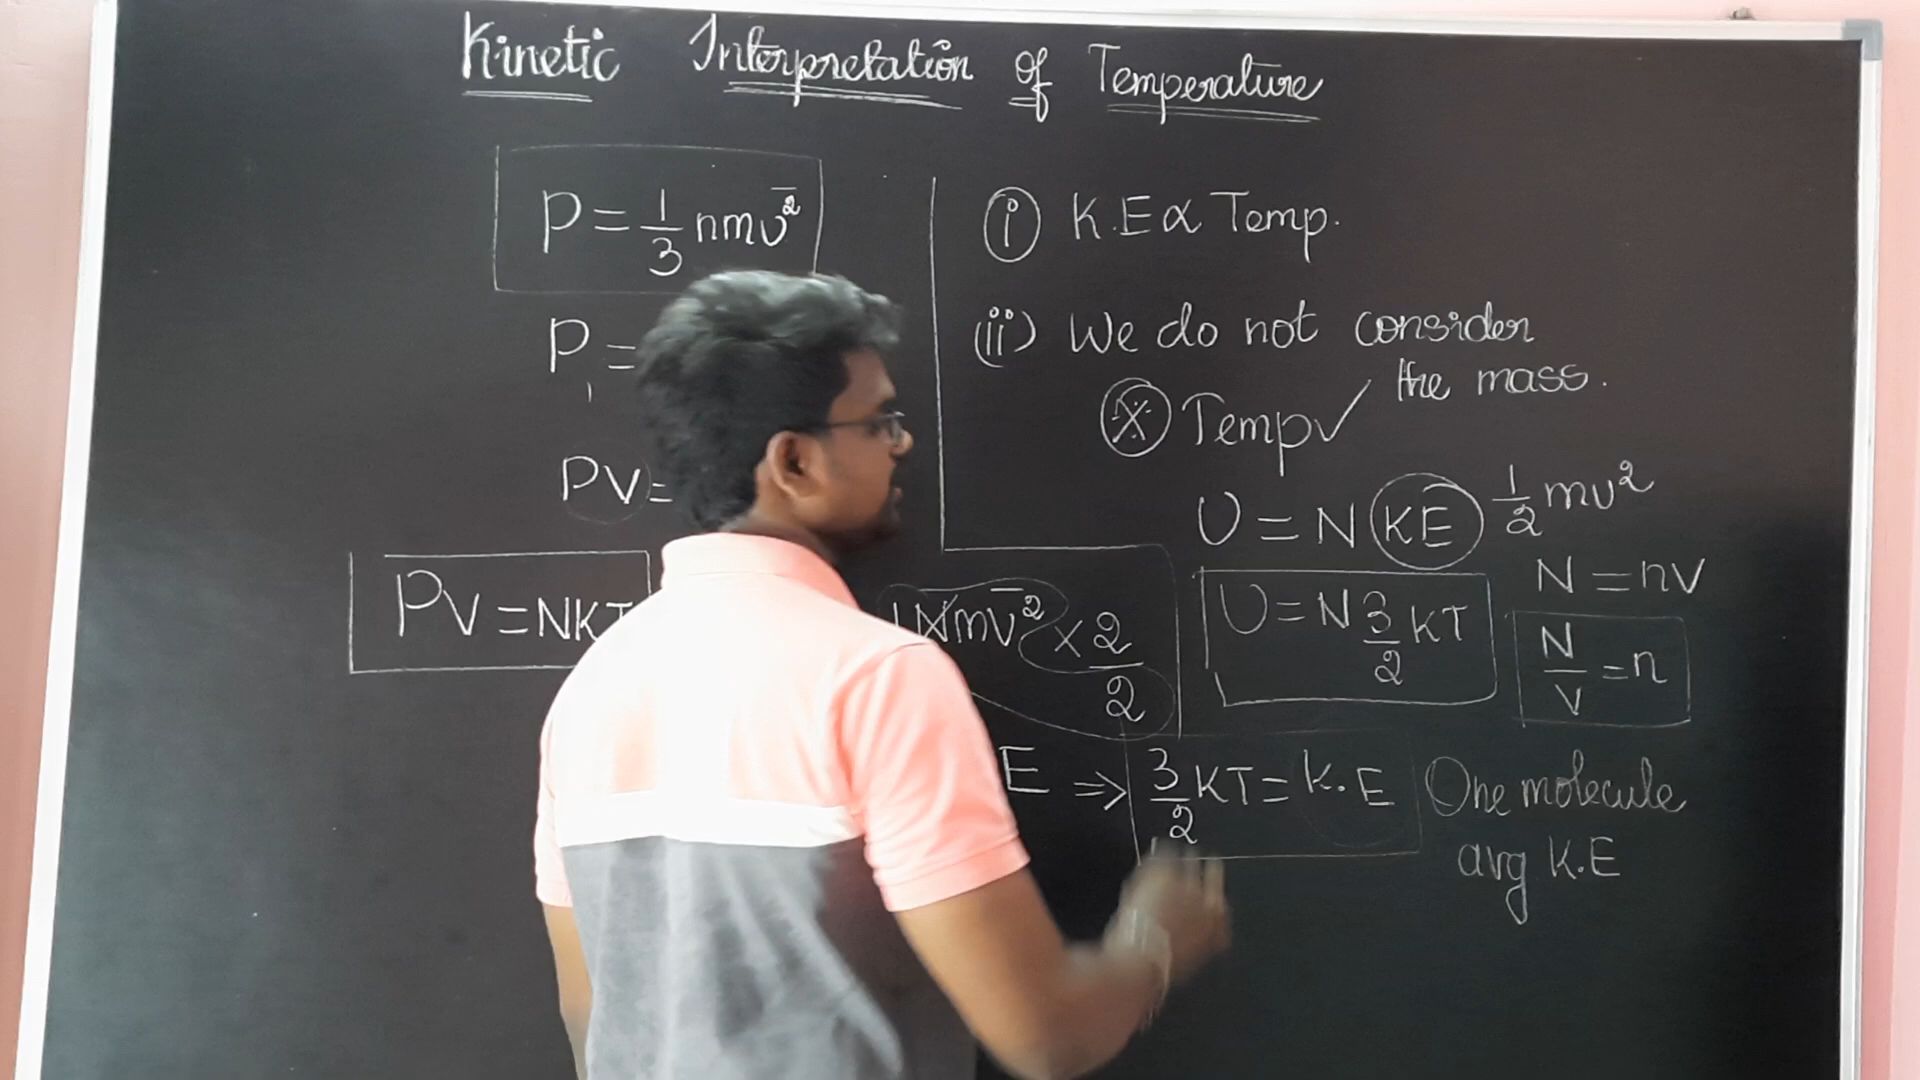 Kinetic Interpretation of Temperature
P = 1/3 nmv̄²
P =
PV =
PV = NKT
Nmv̄² × 2/2
E ⇒ 3/2 KT = K.E
(i) K.E α Temp.
(ii) We do not consider
the mass.
Temp ✓
U = N KE 1/2 mv²
U = N 3/2 KT
N = nV
N/V = n
One molecule
avg K.E